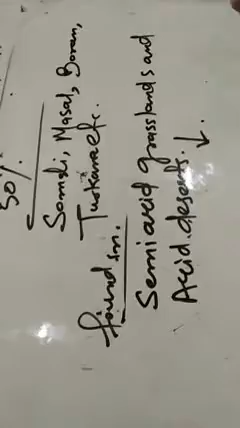 50%.
Somali, Masai, Boran,
Turkana etc.
found in.
Semi arid grasslands and
Arid deserts. ↓